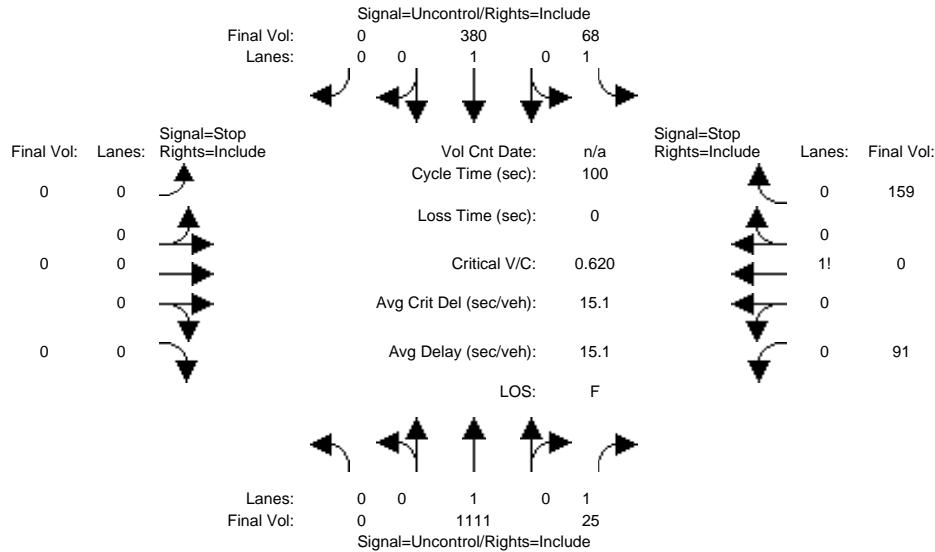 Signal=Uncontrol/Rights=Include
Final Vol: 0 380 68
Lanes: 0 0 1 0 1
Signal=Stop
Final Vol: Lanes: Rights=Include
Vol Cnt Date: n/a
Signal=Stop
Rights=Include Lanes: Final Vol:
Cycle Time (sec): 100
0 0
0 159
Loss Time (sec): 0
0
0
0 0
Critical V/C: 0.620
1! 0
0
Avg Crit Del (sec/veh): 15.1
0
0 0
Avg Delay (sec/veh): 15.1
0 91
LOS: F
Lanes: 0 0 1 0 1
Final Vol: 0 1111 25
Signal=Uncontrol/Rights=Include